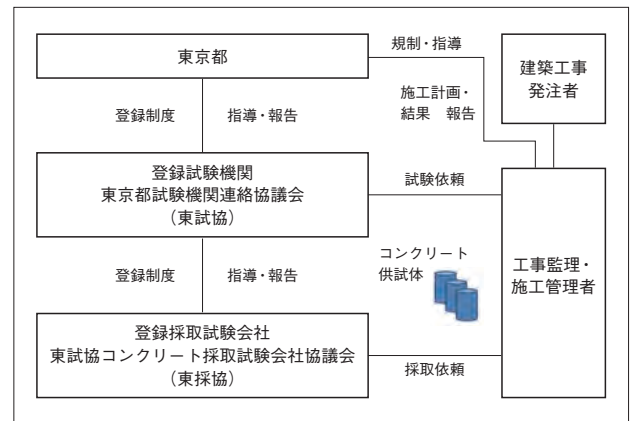 東京都
規制・指導
建築工事
発注者
施工計画・
結果 報告
登録制度
指導・報告
登録試験機関
東京都試験機関連絡協議会
（東試協）
試験依頼
工事監理・
施工管理者
コンクリート
供試体
登録制度
指導・報告
登録採取試験会社
東試協コンクリート採取試験会社協議会
（東採協）
採取依頼